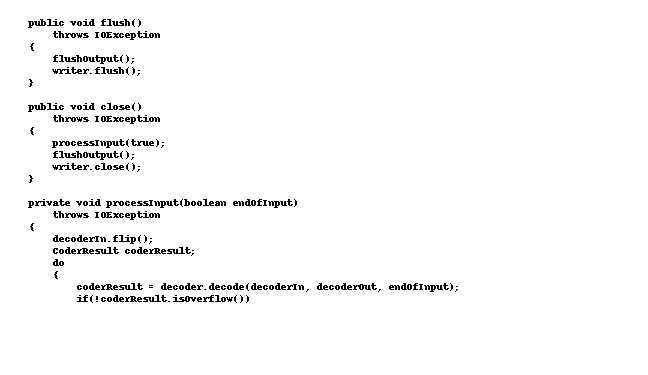 public void flush()
    throws IOException
{
    flushOutput();
    writer.flush();
}

public void close()
    throws IOException
{
    processInput(true);
    flushOutput();
    writer.close();
}

private void processInput(boolean endOfInput)
    throws IOException
{
    decoderIn.flip();
    CoderResult coderResult;
    do
    {
        coderResult = decoder.decode(decoderIn, decoderOut, endOfInput);
        if(!coderResult.isOverflow())